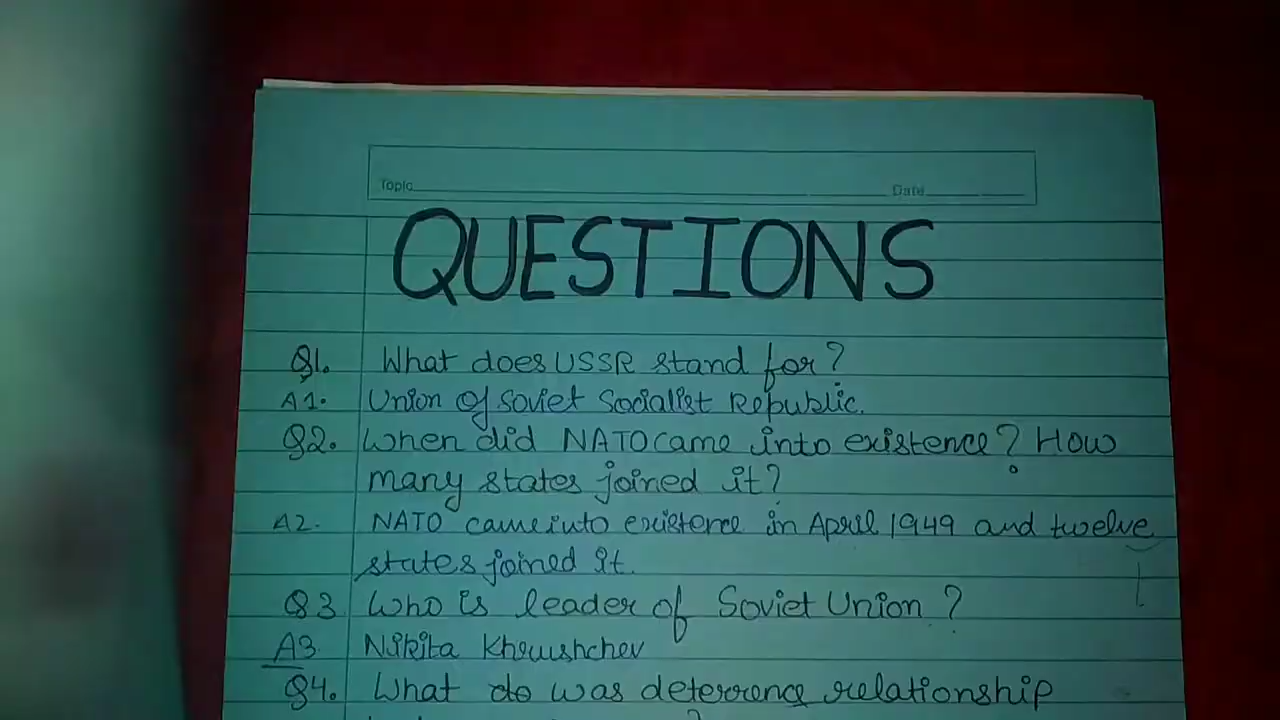 Topic Date
QUESTIONS
Q1. What does USSR stand for?
A1. Union of Soviet Socialist Republic.
Q2. When did NATO came into existence? How
many states joined it?
A2. NATO came into existence in April 1949 and twelve
states joined it.
Q3 Who is leader of Soviet Union?
A3 Nikita Khrushchev
Q4. What do was deterrence relationship